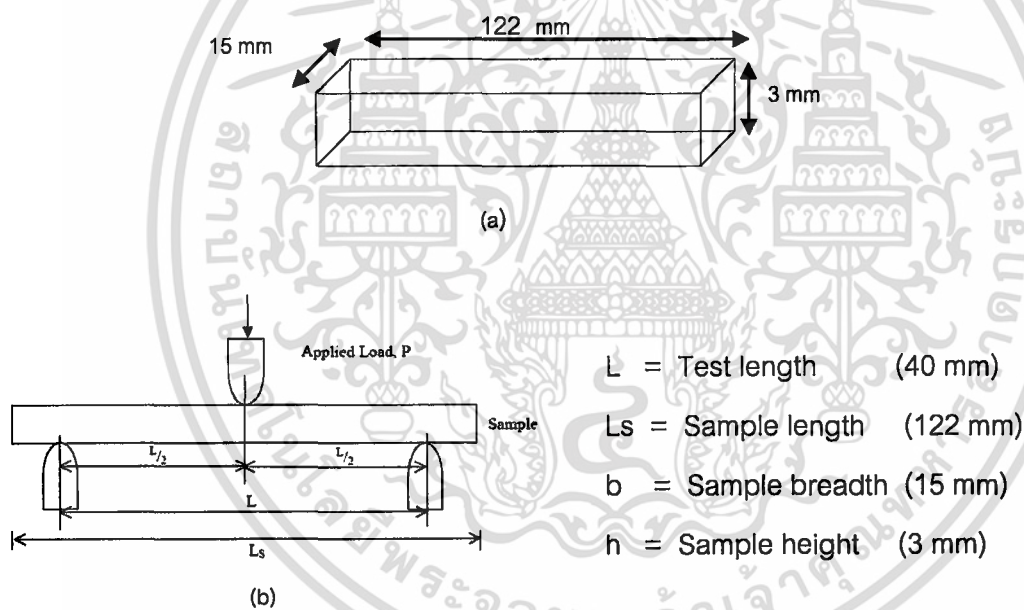 122 mm
15 mm
3 mm
(a)
Applied Load, P
Sample
L/2 L/2
L
Ls
(b)
L = Test length (40 mm)
Ls = Sample length (122 mm)
b = Sample breadth (15 mm)
h = Sample height (3 mm)